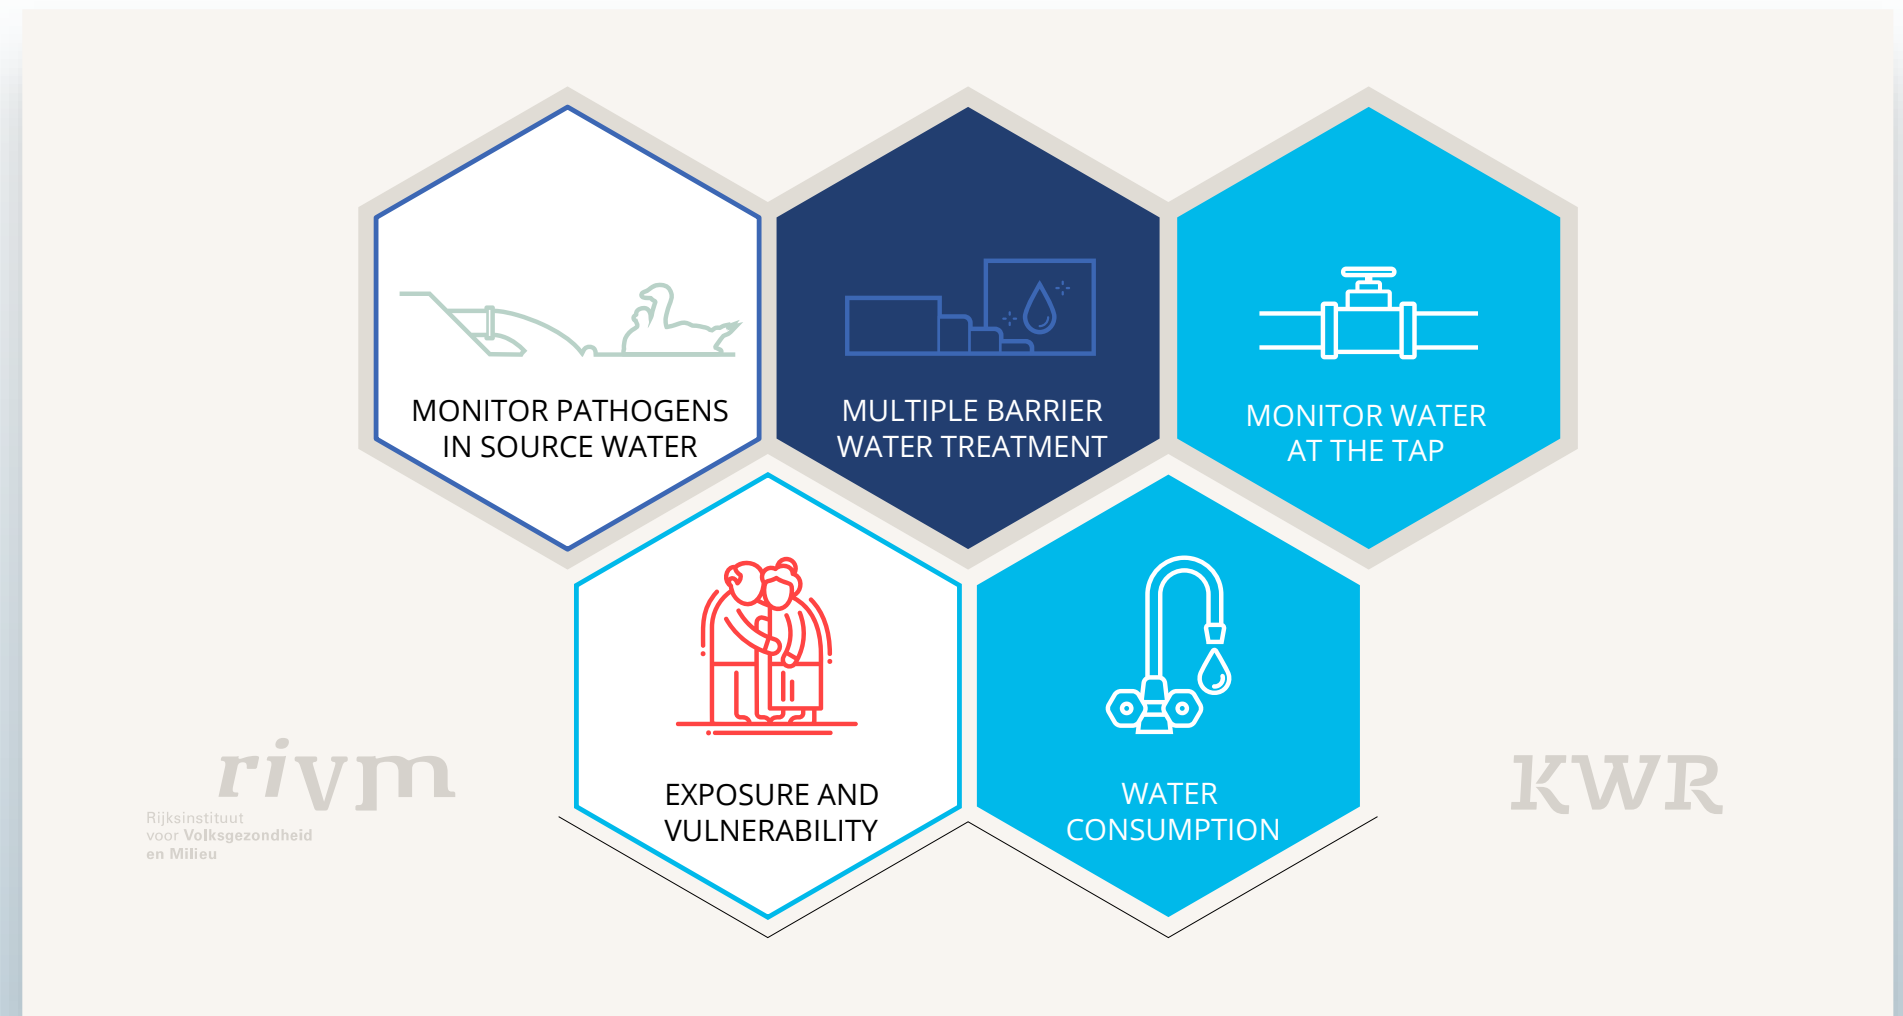 MONITOR PATHOGENS
IN SOURCE WATER
MULTIPLE BARRIER
WATER TREATMENT
MONITOR WATER
AT THE TAP
EXPOSURE AND
VULNERABILITY
WATER
CONSUMPTION
rivm
Rijksinstituut
voor Volksgezondheid
en Milieu
KWR